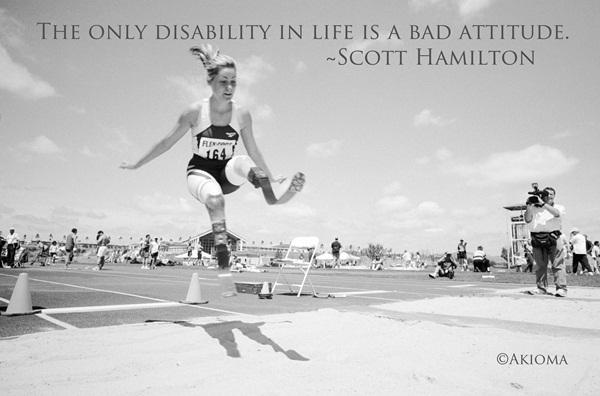 The only disability in life is a bad attitude.
~Scott Hamilton
FLEX-FOOT
164
©Akioma